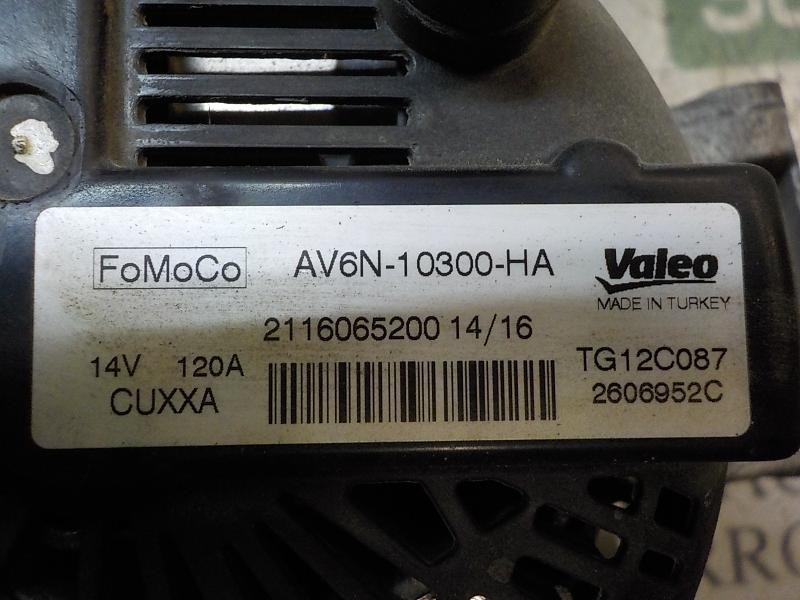 FoMoCo AV6N-10300-HA Valeo
MADE IN TURKEY
2116065200 14/16
14V 120A TG12C087
CUXXA 2606952C